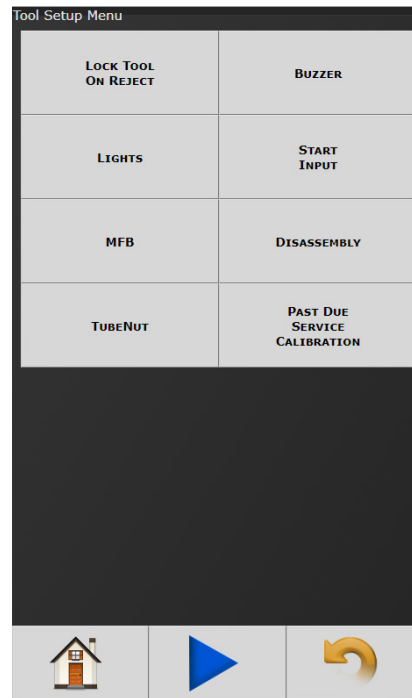 Tool Setup Menu
Lock Tool
On Reject
Buzzer
Lights
Start
Input
MFB
Disassembly
TubeNut
Past Due
Service
Calibration